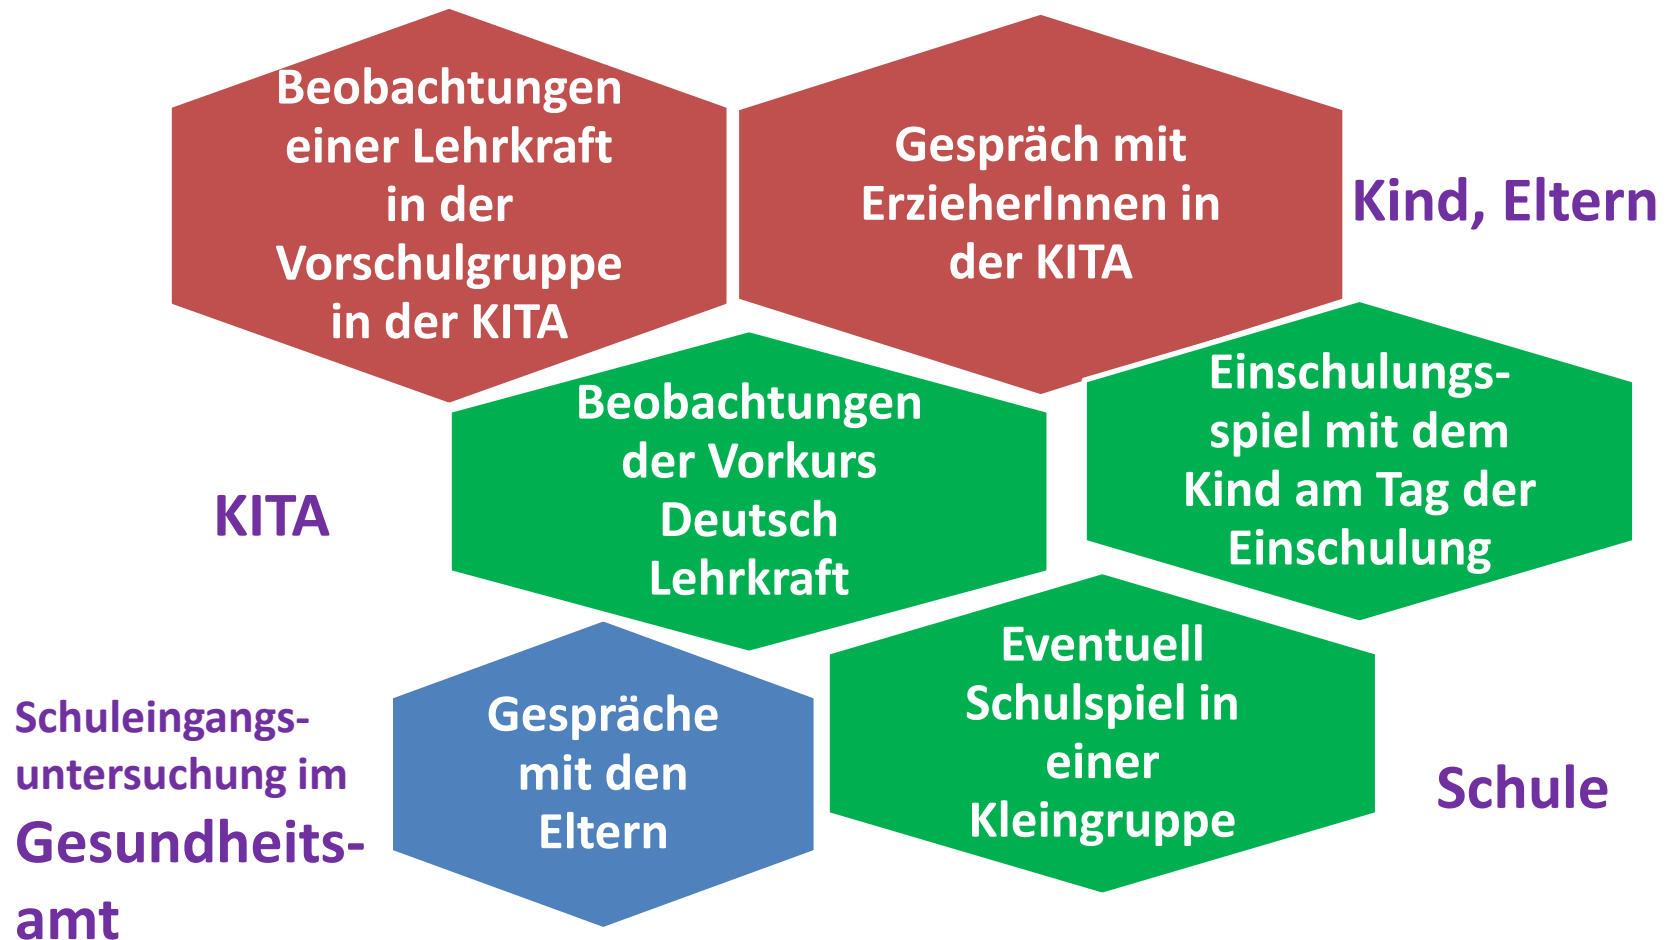 Beobachtungen
einer Lehrkraft
in der
Vorschulgruppe
in der KITA
Gespräch mit
ErzieherInnen in
der KITA
Kind, Eltern
Beobachtungen
der Vorkurs
Deutsch
Lehrkraft
Einschulungs-
spiel mit dem
Kind am Tag der
Einschulung
KITA
Schuleingangs-
untersuchung im
Gesundheits-
amt
Gespräche
mit den
Eltern
Eventuell
Schulspiel in
einer
Kleingruppe
Schule